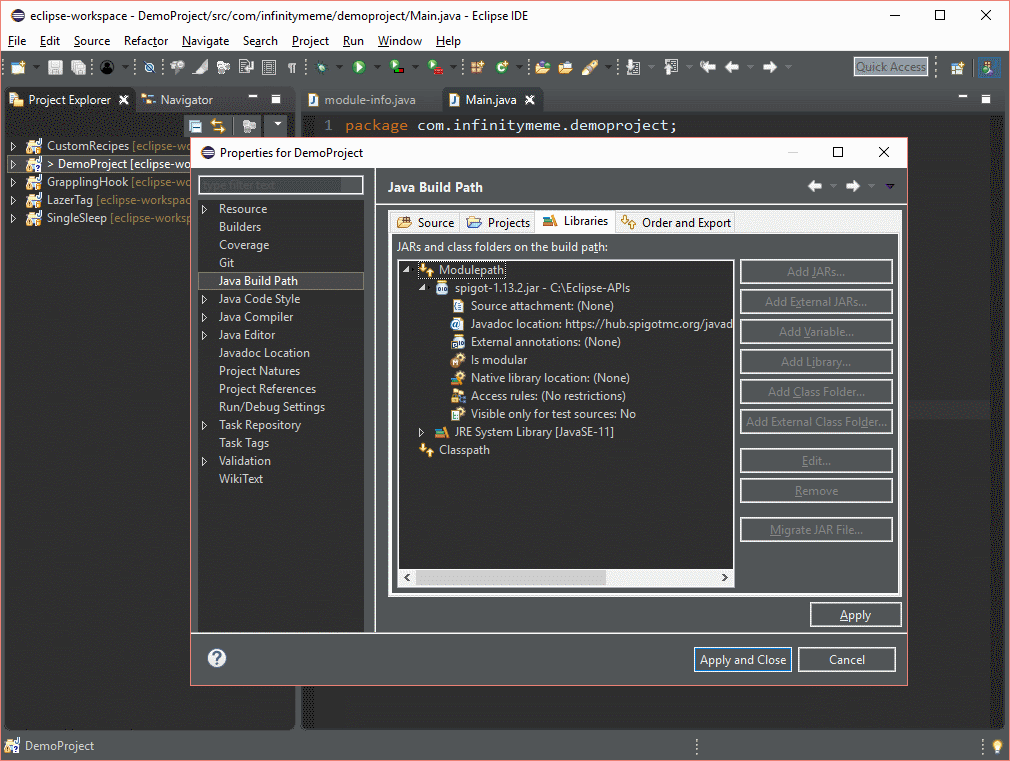 eclipse-workspace - DemoProject/src/com/infinitymeme/demoproject/Main.java - Eclipse IDE
File Edit Source Refactor Navigate Search Project Run Window Help
Quick Access
Project Explorer Navigator
module-info.java Main.java
1 package com.infinitymeme.demoproject;
CustomRecipes [eclipse-wo
> DemoProject [eclipse-wo
GrapplingHook [eclipse-wo
LazerTag [eclipse-workspac
SingleSleep [eclipse-worksp
Properties for DemoProject
type filter text
Resource
Builders
Coverage
Git
Java Build Path
Java Code Style
Java Compiler
Java Editor
Javadoc Location
Project Natures
Project References
Run/Debug Settings
Task Repository
Task Tags
Validation
WikiText
Java Build Path
Source Projects Libraries Order and Export
JARs and class folders on the build path:
Modulepath
spigot-1.13.2.jar - C:\Eclipse-APIs
Source attachment: (None)
Javadoc location: https://hub.spigotmc.org/javad
External annotations: (None)
Is modular
Native library location: (None)
Access rules: (No restrictions)
Visible only for test sources: No
JRE System Library [JavaSE-11]
Classpath
Add JARs...
Add External JARs...
Add Variable...
Add Library...
Add Class Folder...
Add External Class Folder...
Edit...
Remove
Migrate JAR File...
Apply
Apply and Close Cancel
DemoProject